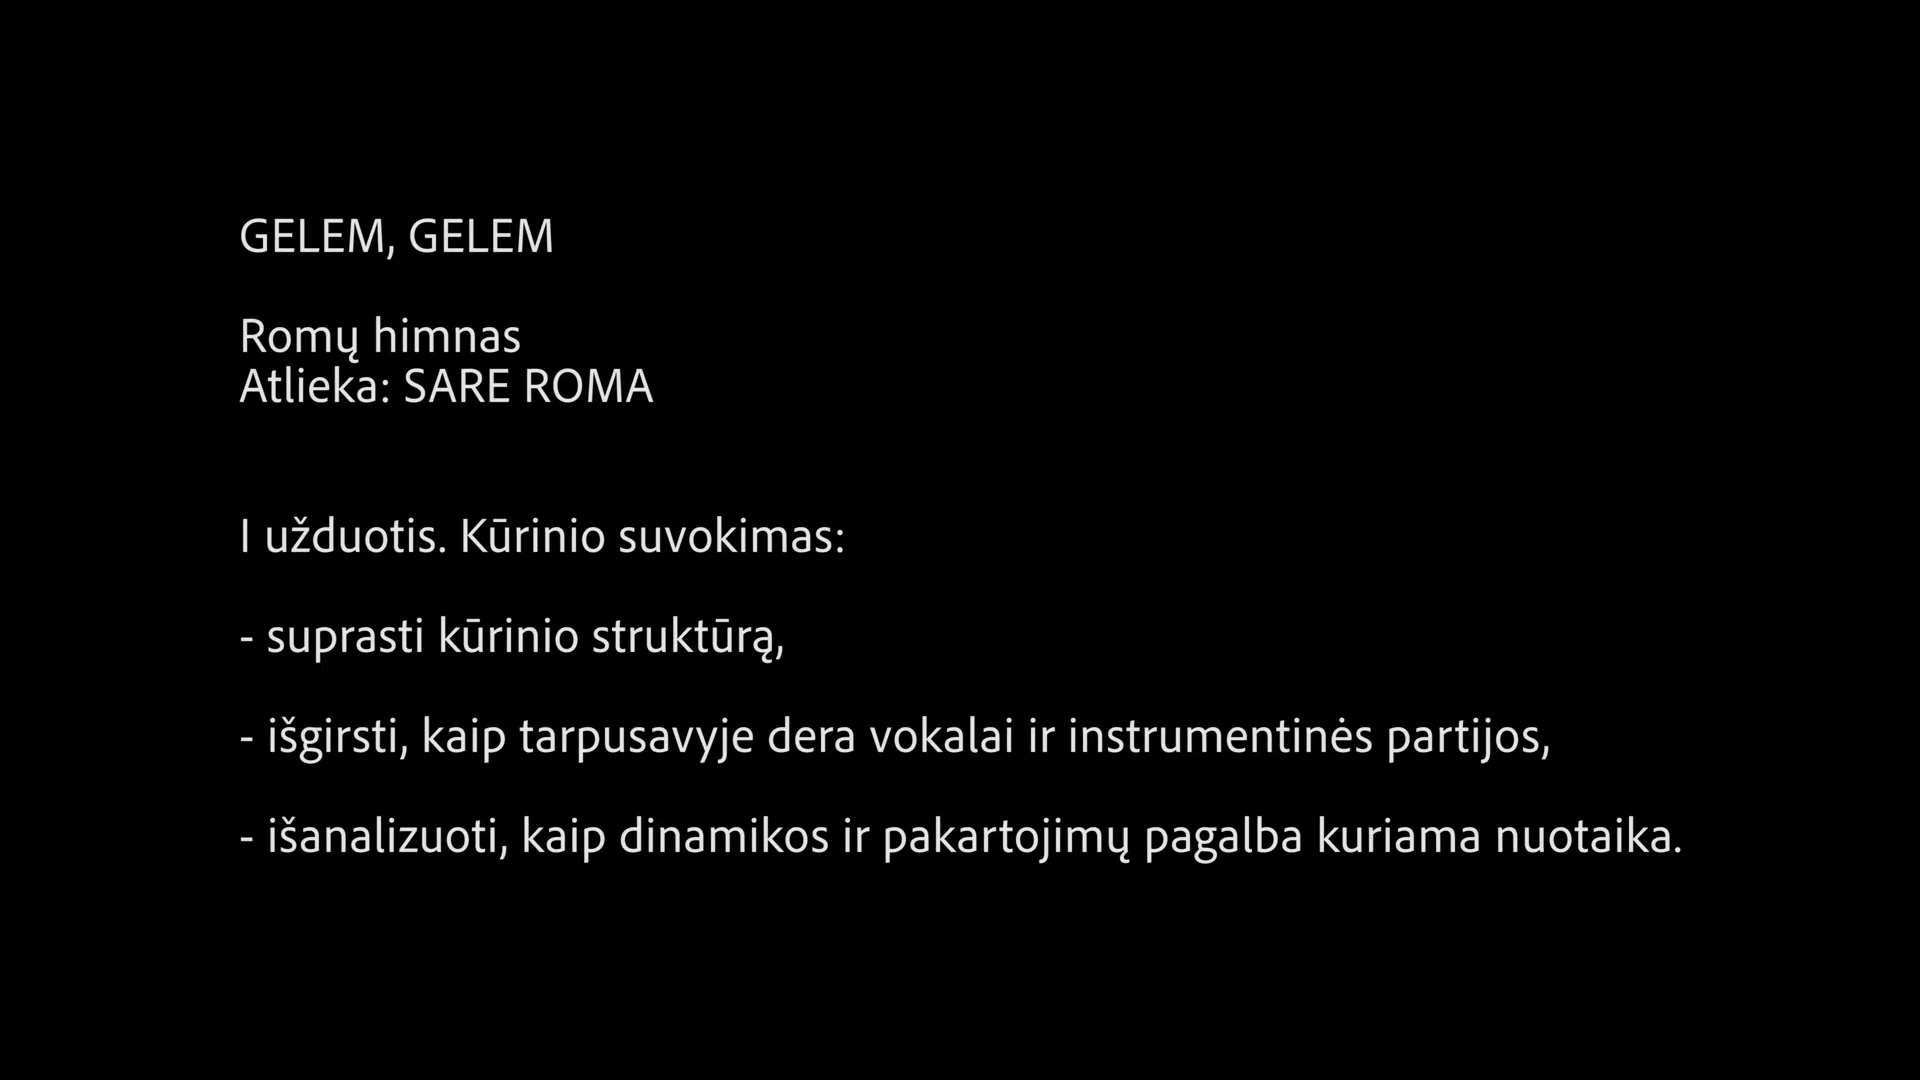 GELEM, GELEM
Romų himnas
Atlieka: SARE ROMA
I užduotis. Kūrinio suvokimas:
- suprasti kūrinio struktūrą,
- išgirsti, kaip tarpusavyje dera vokalai ir instrumentinės partijos,
- išanalizuoti, kaip dinamikos ir pakartojimų pagalba kuriama nuotaika.